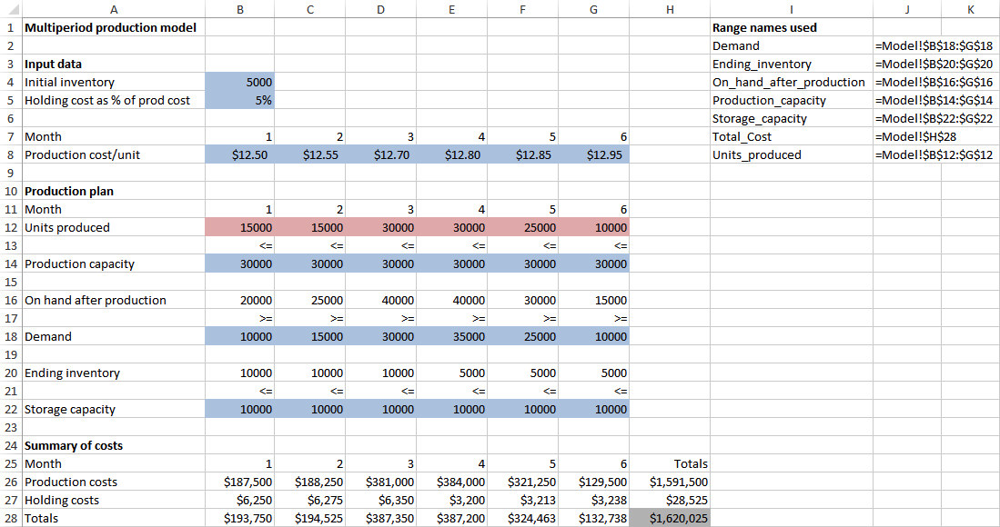 A B C D E F G H I J K
1 Multiperiod production model Range names used
2 Demand =Model!$B$18:$G$18
3 Input data Ending_inventory =Model!$B$20:$G$20
4 Initial inventory 5000 On_hand_after_production =Model!$B$16:$G$16
5 Holding cost as % of prod cost 5% Production_capacity =Model!$B$14:$G$14
6 Storage_capacity =Model!$B$22:$G$22
7 Month 1 2 3 4 5 6 Total_Cost =Model!$H$28
8 Production cost/unit $12.50 $12.55 $12.70 $12.80 $12.85 $12.95 Units_produced =Model!$B$12:$G$12
9
10 Production plan
11 Month 1 2 3 4 5 6
12 Units produced 15000 15000 30000 30000 25000 10000
13 <= <= <= <= <= <=
14 Production capacity 30000 30000 30000 30000 30000 30000
15
16 On hand after production 20000 25000 40000 40000 30000 15000
17 >= >= >= >= >= >=
18 Demand 10000 15000 30000 35000 25000 10000
19
20 Ending inventory 10000 10000 10000 5000 5000 5000
21 <= <= <= <= <= <=
22 Storage capacity 10000 10000 10000 10000 10000 10000
23
24 Summary of costs
25 Month 1 2 3 4 5 6 Totals
26 Production costs $187,500 $188,250 $381,000 $384,000 $321,250 $129,500 $1,591,500
27 Holding costs $6,250 $6,275 $6,350 $3,200 $3,213 $3,238 $28,525
28 Totals $193,750 $194,525 $387,350 $387,200 $324,463 $132,738 $1,620,025